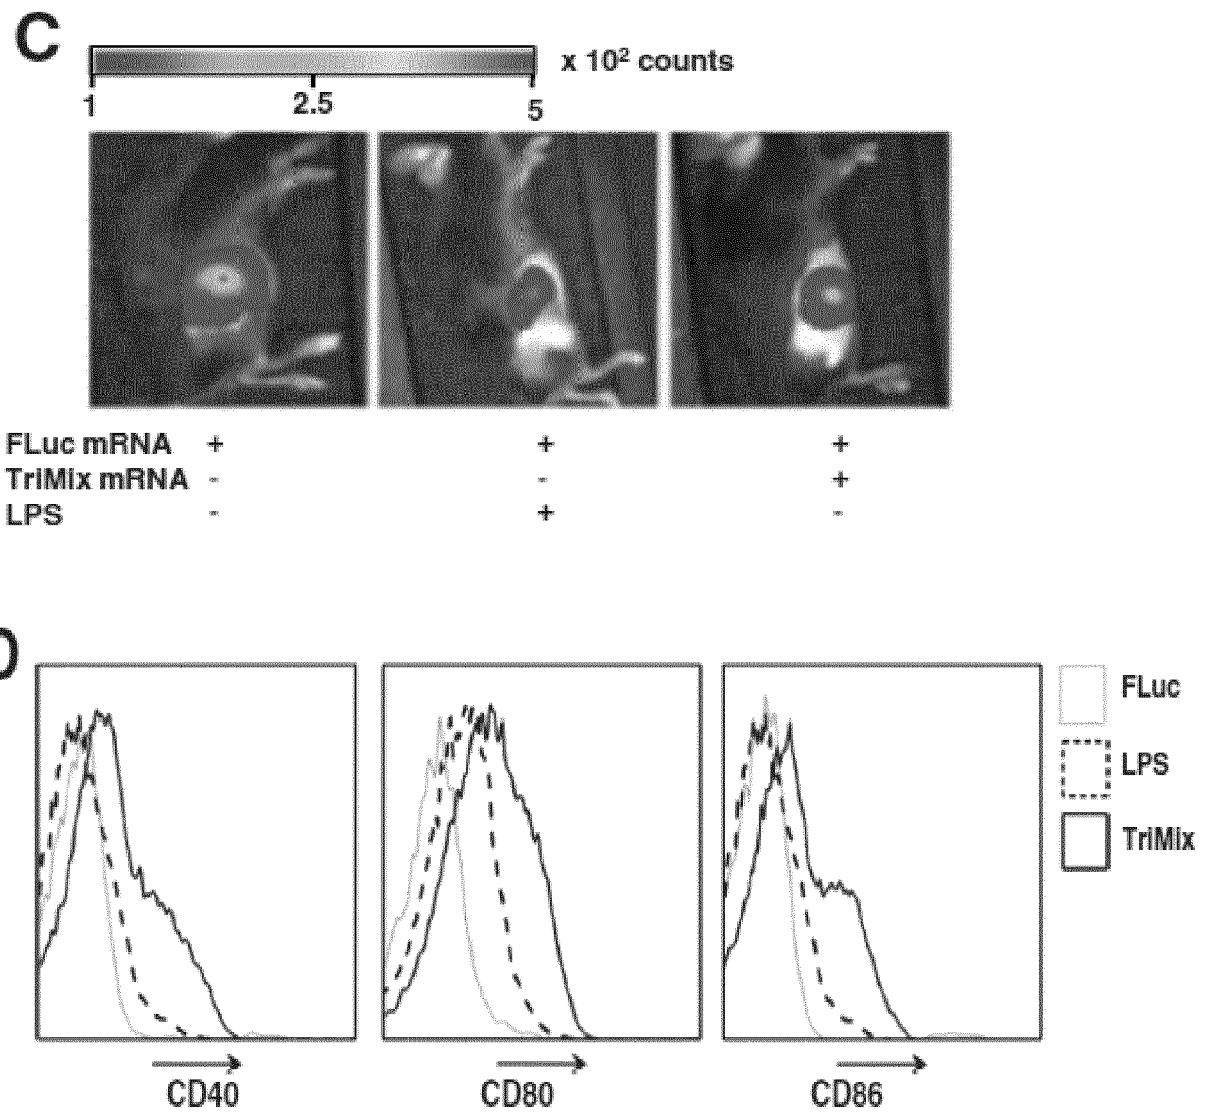 C
x 10² counts
1 2.5 5
FLuc mRNA + + +
TriMix mRNA - - +
LPS - + -
D
FLuc
LPS
TriMix
CD40 CD80 CD86